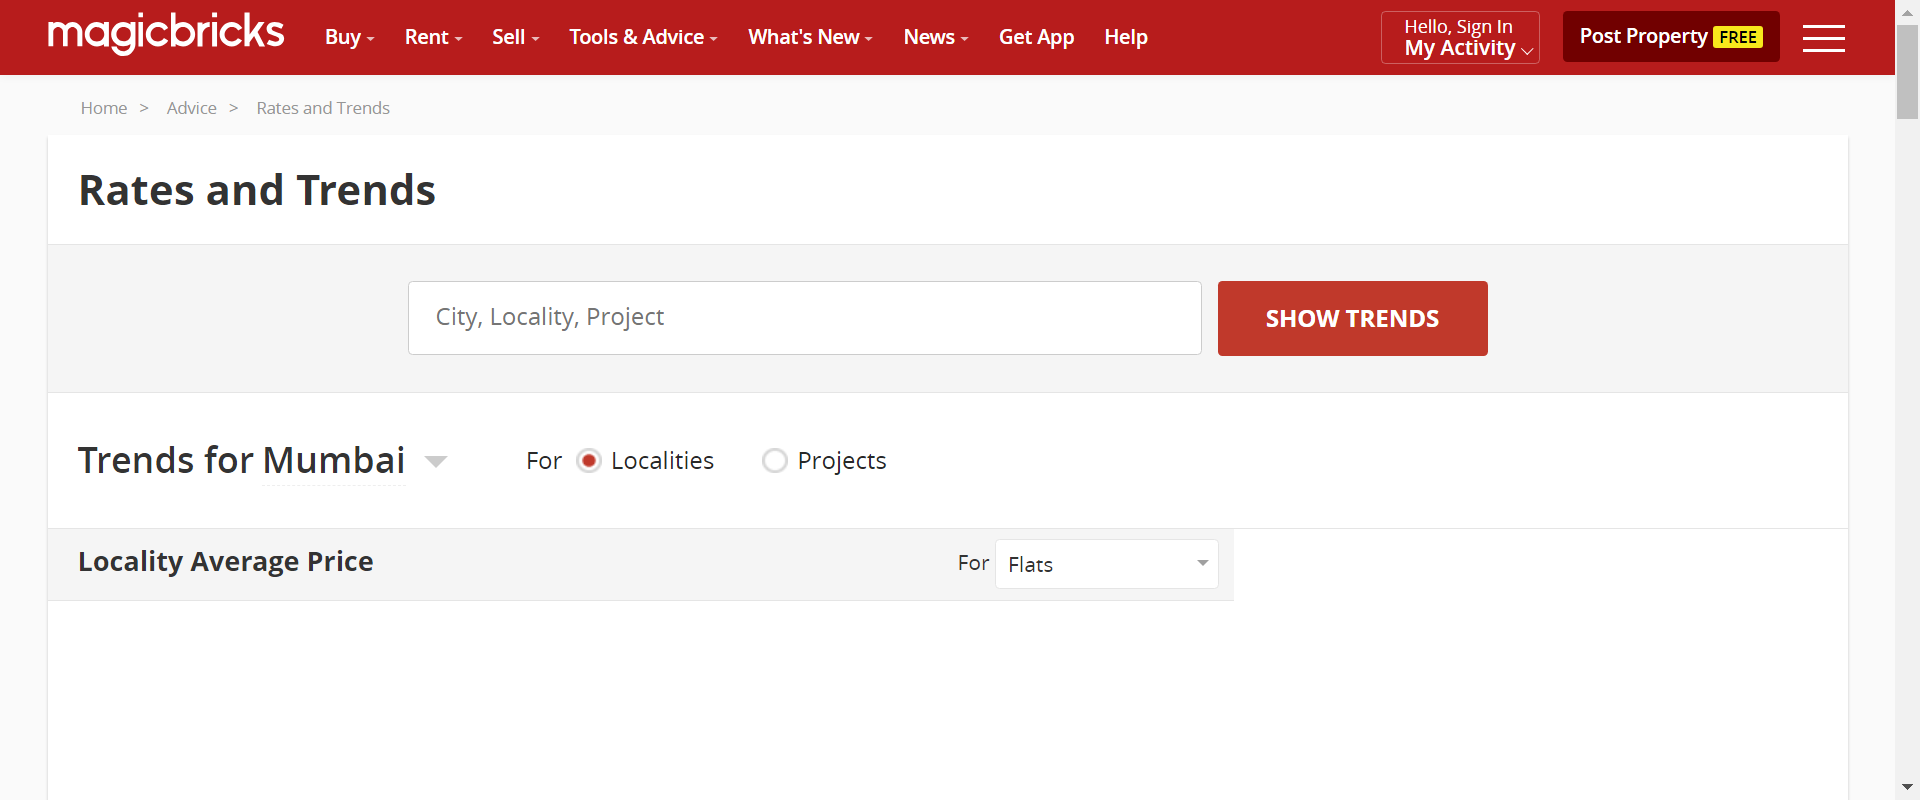 magicbricks Buy Rent Sell Tools & Advice What's New News Get App Help Hello, Sign In My Activity Post Property FREE
Home > Advice > Rates and Trends
Rates and Trends
City, Locality, Project SHOW TRENDS
Trends for Mumbai For Localities Projects
Locality Average Price For Flats